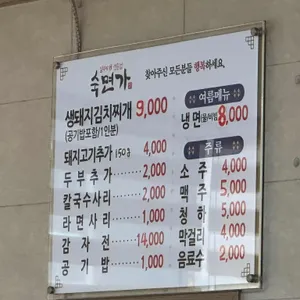 숙면가
찾아주신 모든분들 행복하세요.
생돼지김치찌개 9,000
(공기밥포함/1인분)
돼지고기추가 150g 4,000
두부추가 2,000
칼국수사리 2,000
라면사리 1,000
감자전 14,000
공기밥 1,000
여름메뉴
냉면(물/비빔) 8,000
주류
소주 4,000
맥주 5,000
청하 5,000
막걸리 4,000
음료수 2,000